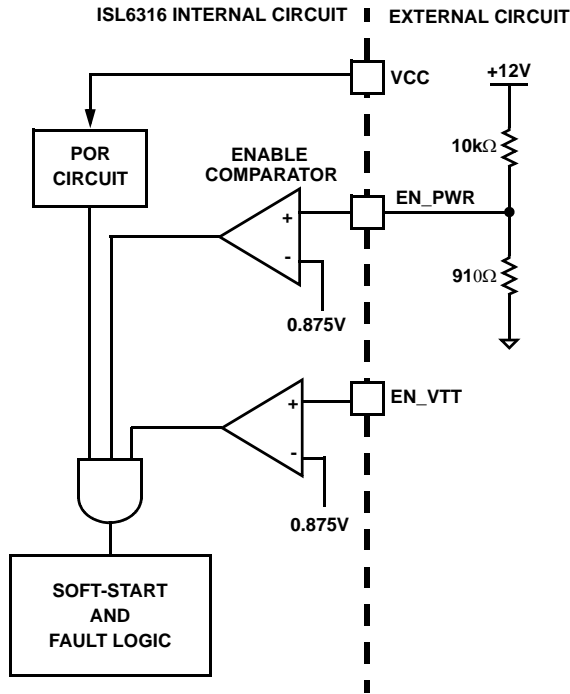 ISL6316 INTERNAL CIRCUIT
EXTERNAL CIRCUIT
VCC
+12V
POR
CIRCUIT
ENABLE
COMPARATOR
10kΩ
+
EN_PWR
-
910Ω
0.875V
+
EN_VTT
-
0.875V
SOFT-START
AND
FAULT LOGIC